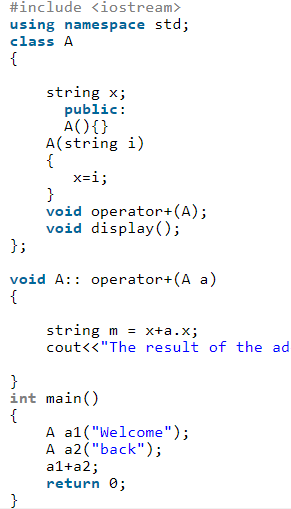 #include <iostream>
using namespace std;
class A
{
string x;
public:
A(){}
A(string i)
{
x=i;
}
void operator+(A);
void display();
};
void A:: operator+(A a)
{
string m = x+a.x;
cout<<"The result of the ad
}
int main()
{
A a1("Welcome");
A a2("back");
a1+a2;
return 0;
}